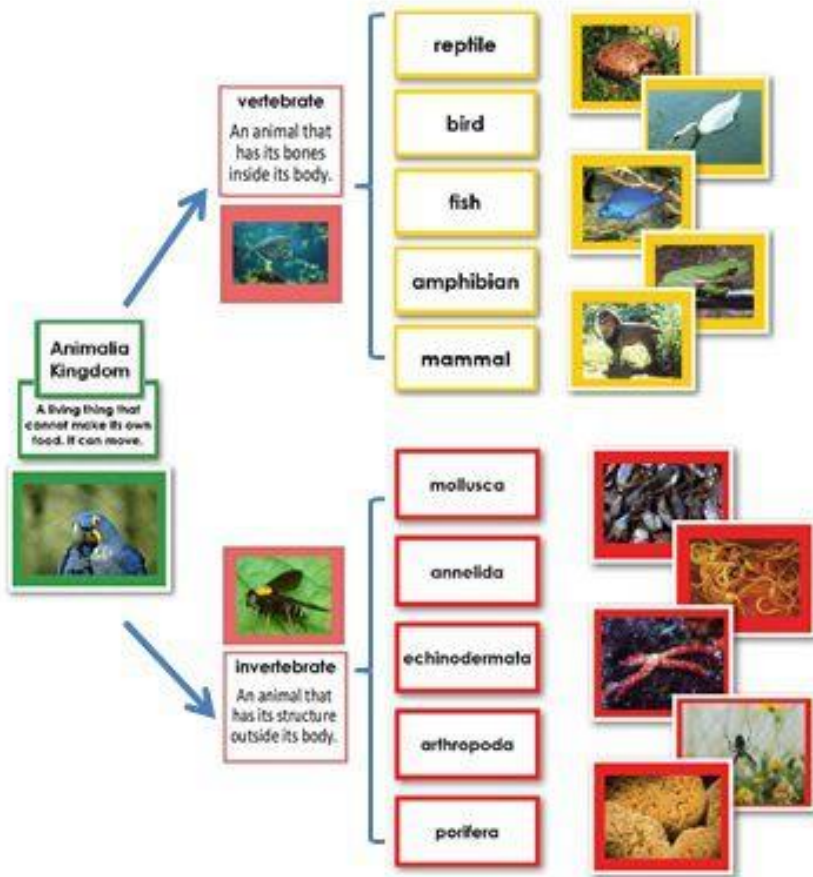 Animalia
Kingdom
A living thing that
cannot make its own
food. It can move.
vertebrate
An animal that
has its bones
inside its body.
reptile
bird
fish
amphibian
mammal
invertebrate
An animal that
has its structure
outside its body.
mollusca
annelida
echinodermata
arthropoda
porifera